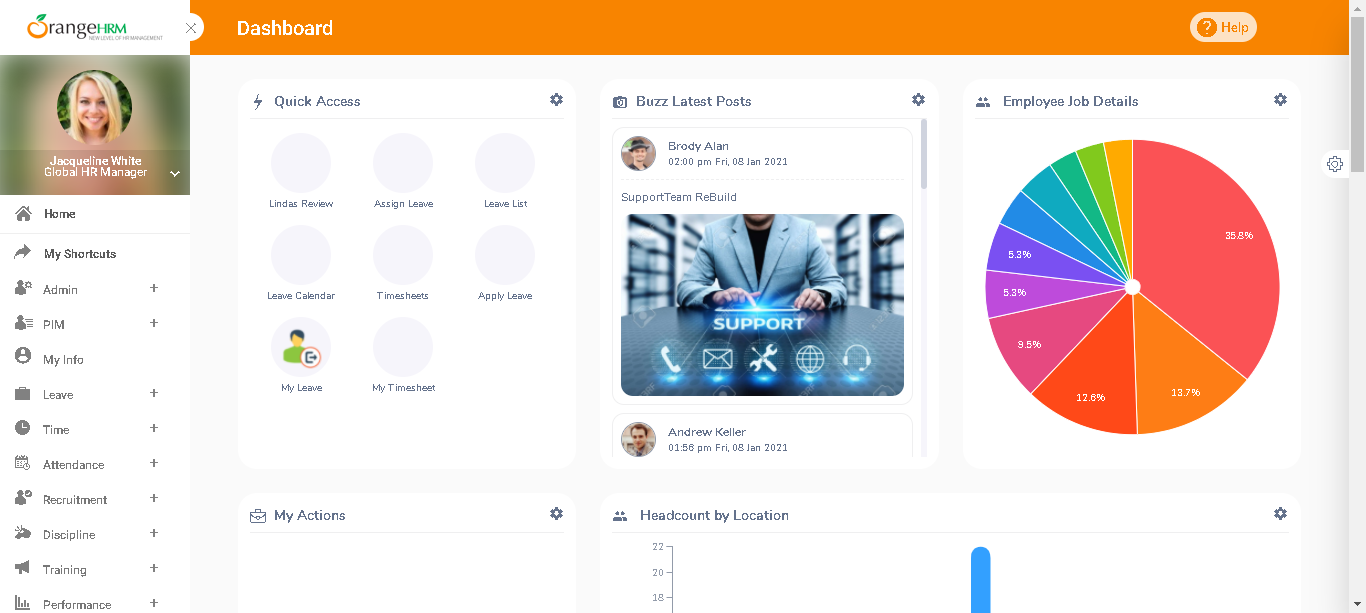 OrangeHRM
NEW LEVEL OF HR MANAGEMENT
Dashboard
? Help
Jacqueline White
Global HR Manager
Home
My Shortcuts
Admin
PIM
My Info
Leave
Time
Attendance
Recruitment
Discipline
Training
Performance
Quick Access
Lindas Review
Assign Leave
Leave List
Leave Calendar
Timesheets
Apply Leave
My Leave
My Timesheet
Buzz Latest Posts
Brody Alan
02:00 pm Fri, 08 Jan 2021
SupportTeam ReBuild
SUPPORT
Andrew Keller
01:56 pm Fri, 08 Jan 2021
Employee Job Details
35.8%
5.3%
5.3%
9.5%
12.6%
13.7%
My Actions
Headcount by Location
22
20
18